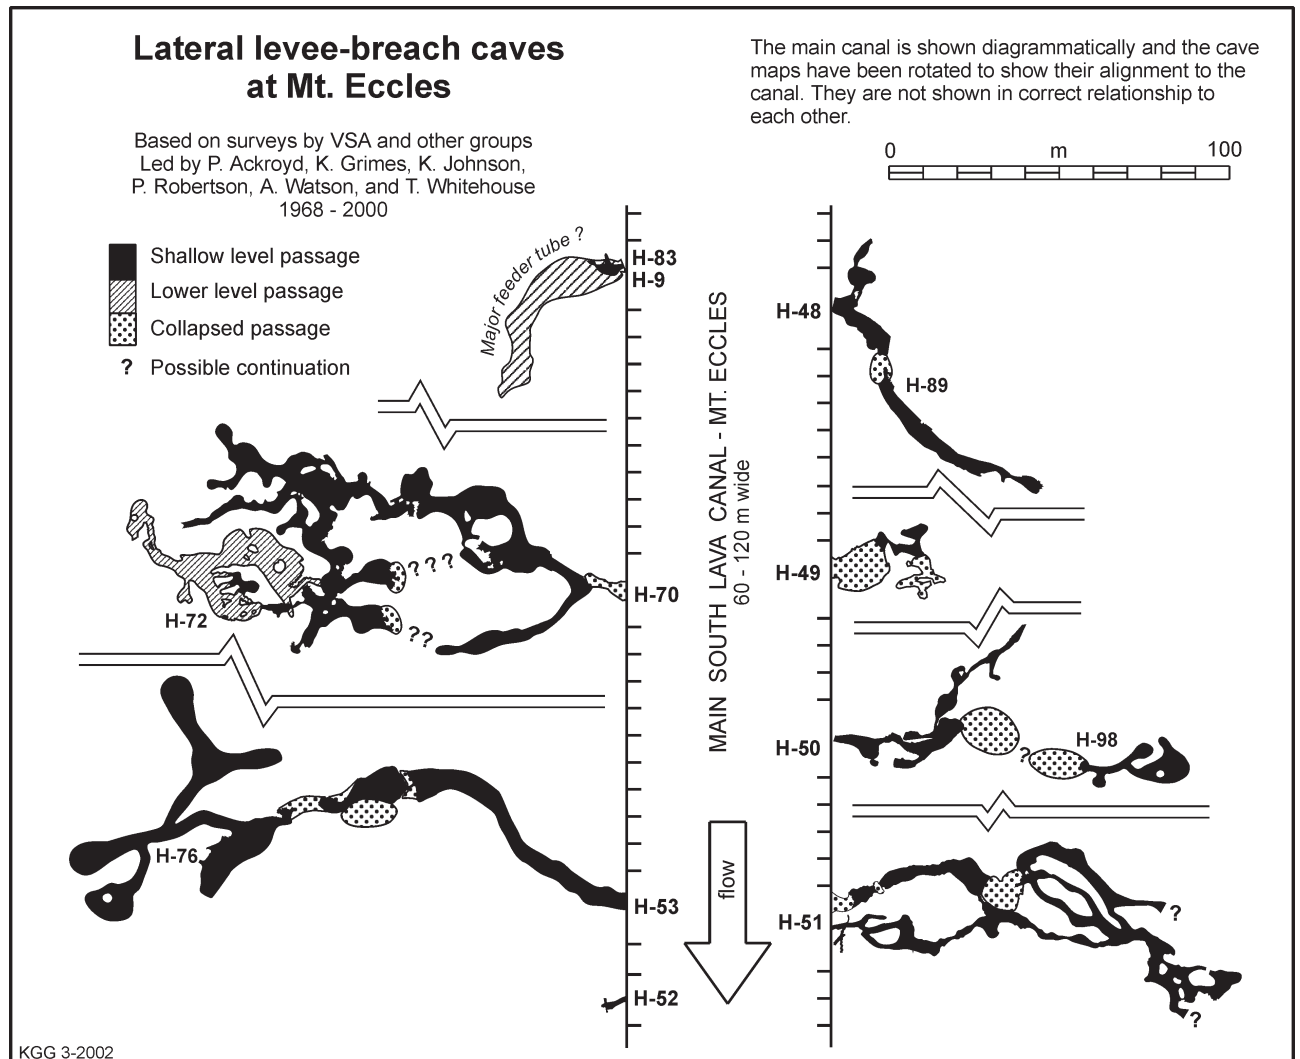 Lateral levee-breach caves
at Mt. Eccles
Based on surveys by VSA and other groups
Led by P. Ackroyd, K. Grimes, K. Johnson,
P. Robertson, A. Watson, and T. Whitehouse
1968 - 2000
The main canal is shown diagrammatically and the cave
maps have been rotated to show their alignment to the
canal. They are not shown in correct relationship to
each other.
0 m 100
Shallow level passage
Lower level passage
Collapsed passage
? Possible continuation
Major feeder tube ?
H-83
H-9
H-70
H-72
? ? ?
? ?
H-76
H-53
H-52
MAIN SOUTH LAVA CANAL - MT. ECCLES
60 - 120 m wide
flow
H-48
H-89
H-49
H-50
?
H-98
H-51
?
?
KGG 3-2002